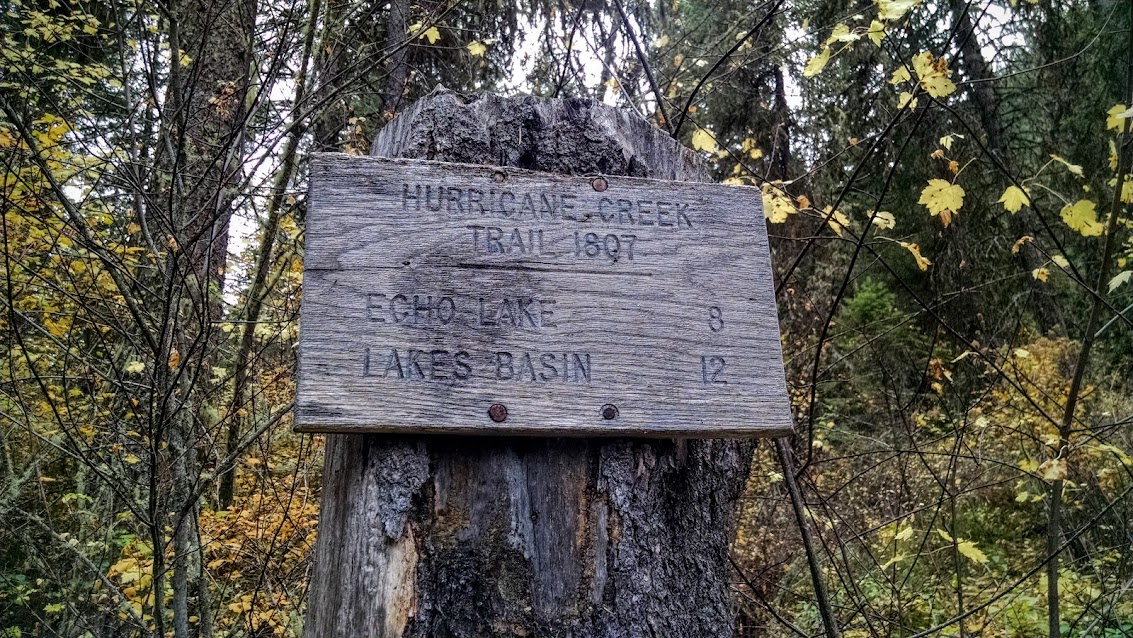 HURRICANE CREEK
TRAIL 1807
ECHO LAKE 8
LAKES BASIN 12